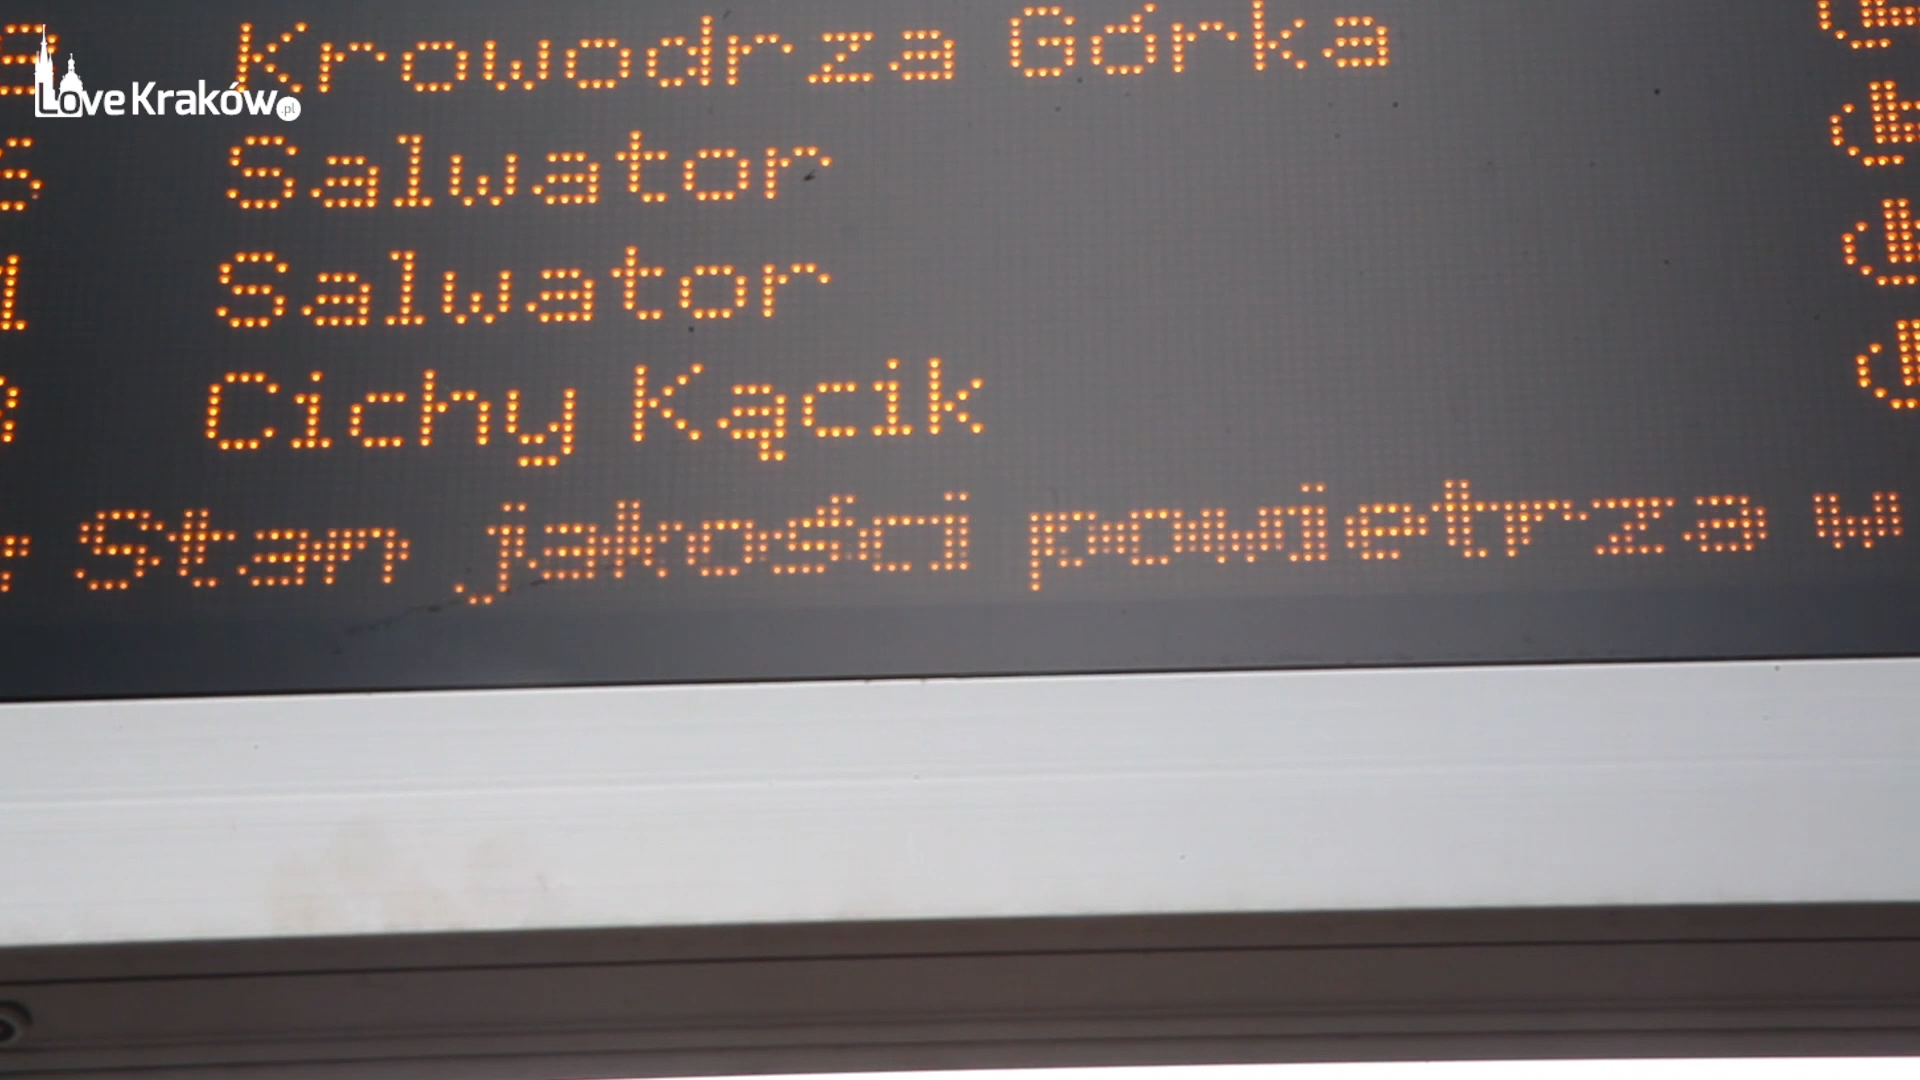 LoveKraków.pl
Krowodrza Górka
Salwator
Salwator
Cichy Kącik
Stan jakości powietrza w